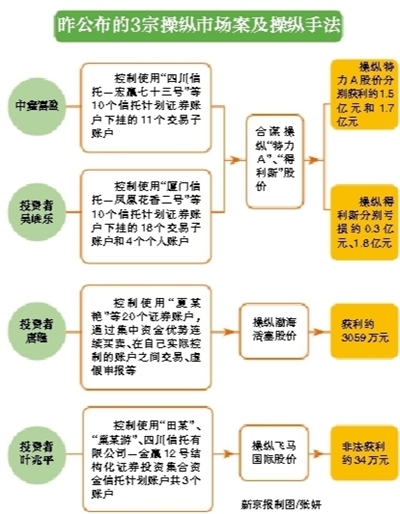 昨公布的3宗操纵市场案及操纵手法
中鑫富盈
控制使用“四川信
托—宏赢七十三号”等
10个信托计划证券账
户下挂的11个交易子
账户
投资者
吴峻乐
控制使用“厦门信
托—凤凰花香二号”等
10个信托计划证券账
户下挂的18个交易子
账户和4个个人账户
合谋操
纵“特力
A”、“得
利斯”股
价
操纵特
力A股价分
别获利约1.5
亿元和1.7
亿元
操纵得
利斯分别亏
损约0.3亿
元、1.8亿元
投资者
唐隆
控制使用“夏某
艳”等20个证券账户，
通过集中资金优势连
续买卖、在自己实际控
制的账户之间交易、虚
假申报等
操纵渤海
活塞股价
获利约
3059万元
投资者
叶兆平
控制使用“田某”、
“巢某游”、四川信托有
限公司—金赢12号结
构化证券投资集合资
金信托计划账户共3个
账户
操纵飞马
国际股价
非法获利
约34万元
新京报制图/张妍